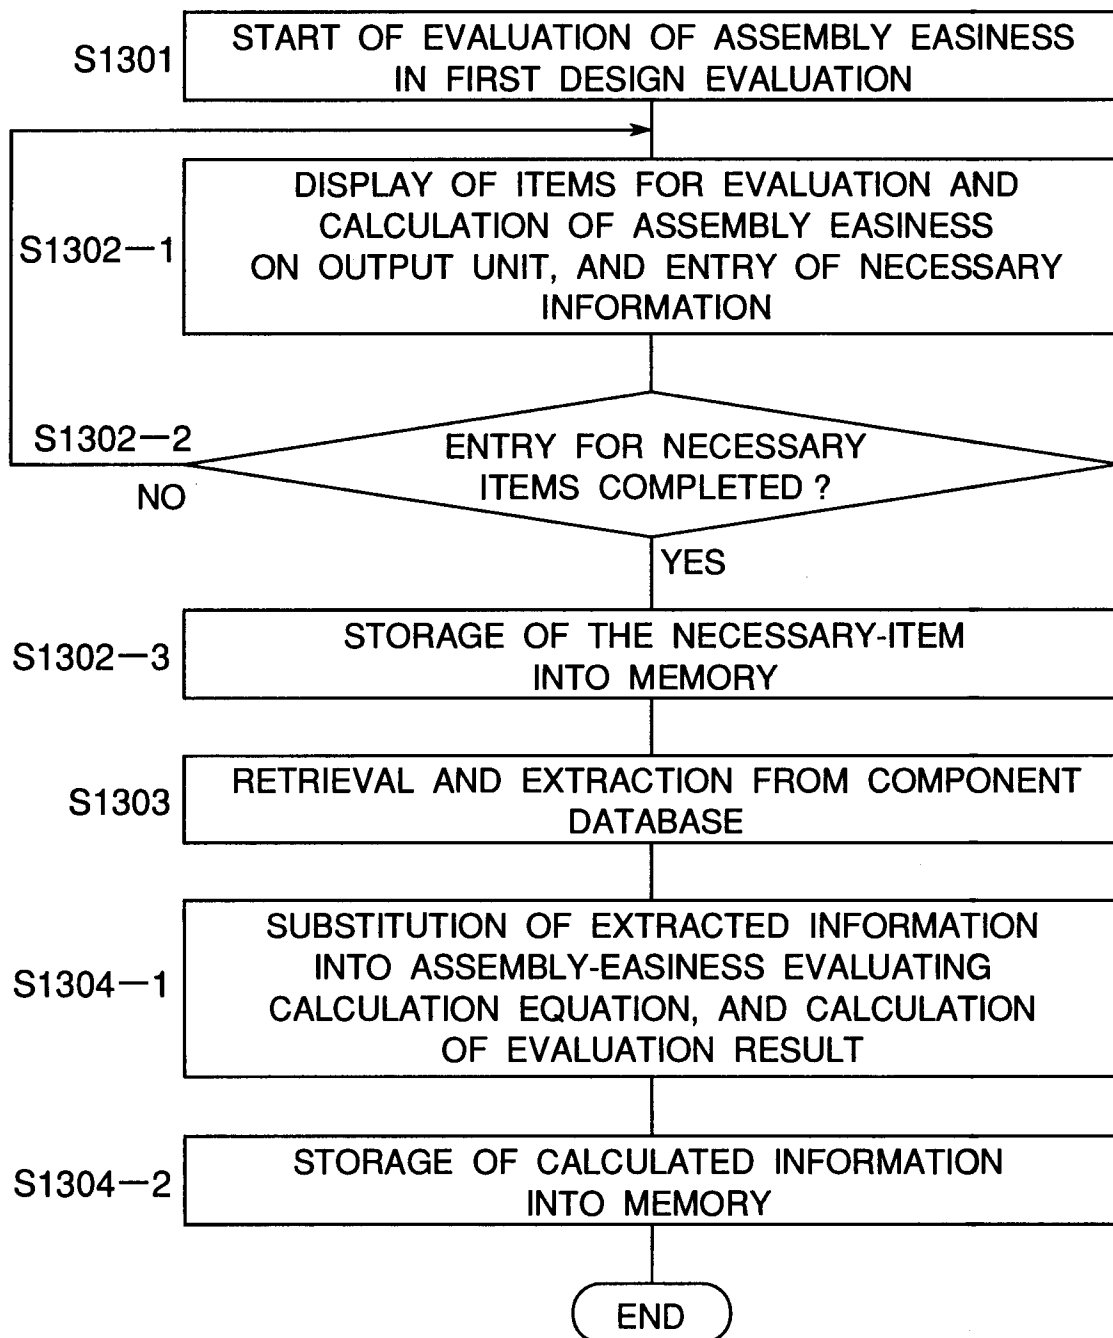 S1301
START OF EVALUATION OF ASSEMBLY EASINESS
IN FIRST DESIGN EVALUATION
S1302-1
DISPLAY OF ITEMS FOR EVALUATION AND
CALCULATION OF ASSEMBLY EASINESS
ON OUTPUT UNIT, AND ENTRY OF NECESSARY
INFORMATION
S1302-2
ENTRY FOR NECESSARY
ITEMS COMPLETED ?
NO
YES
S1302-3
STORAGE OF THE NECESSARY-ITEM
INTO MEMORY
S1303
RETRIEVAL AND EXTRACTION FROM COMPONENT
DATABASE
S1304-1
SUBSTITUTION OF EXTRACTED INFORMATION
INTO ASSEMBLY-EASINESS EVALUATING
CALCULATION EQUATION, AND CALCULATION
OF EVALUATION RESULT
S1304-2
STORAGE OF CALCULATED INFORMATION
INTO MEMORY
END